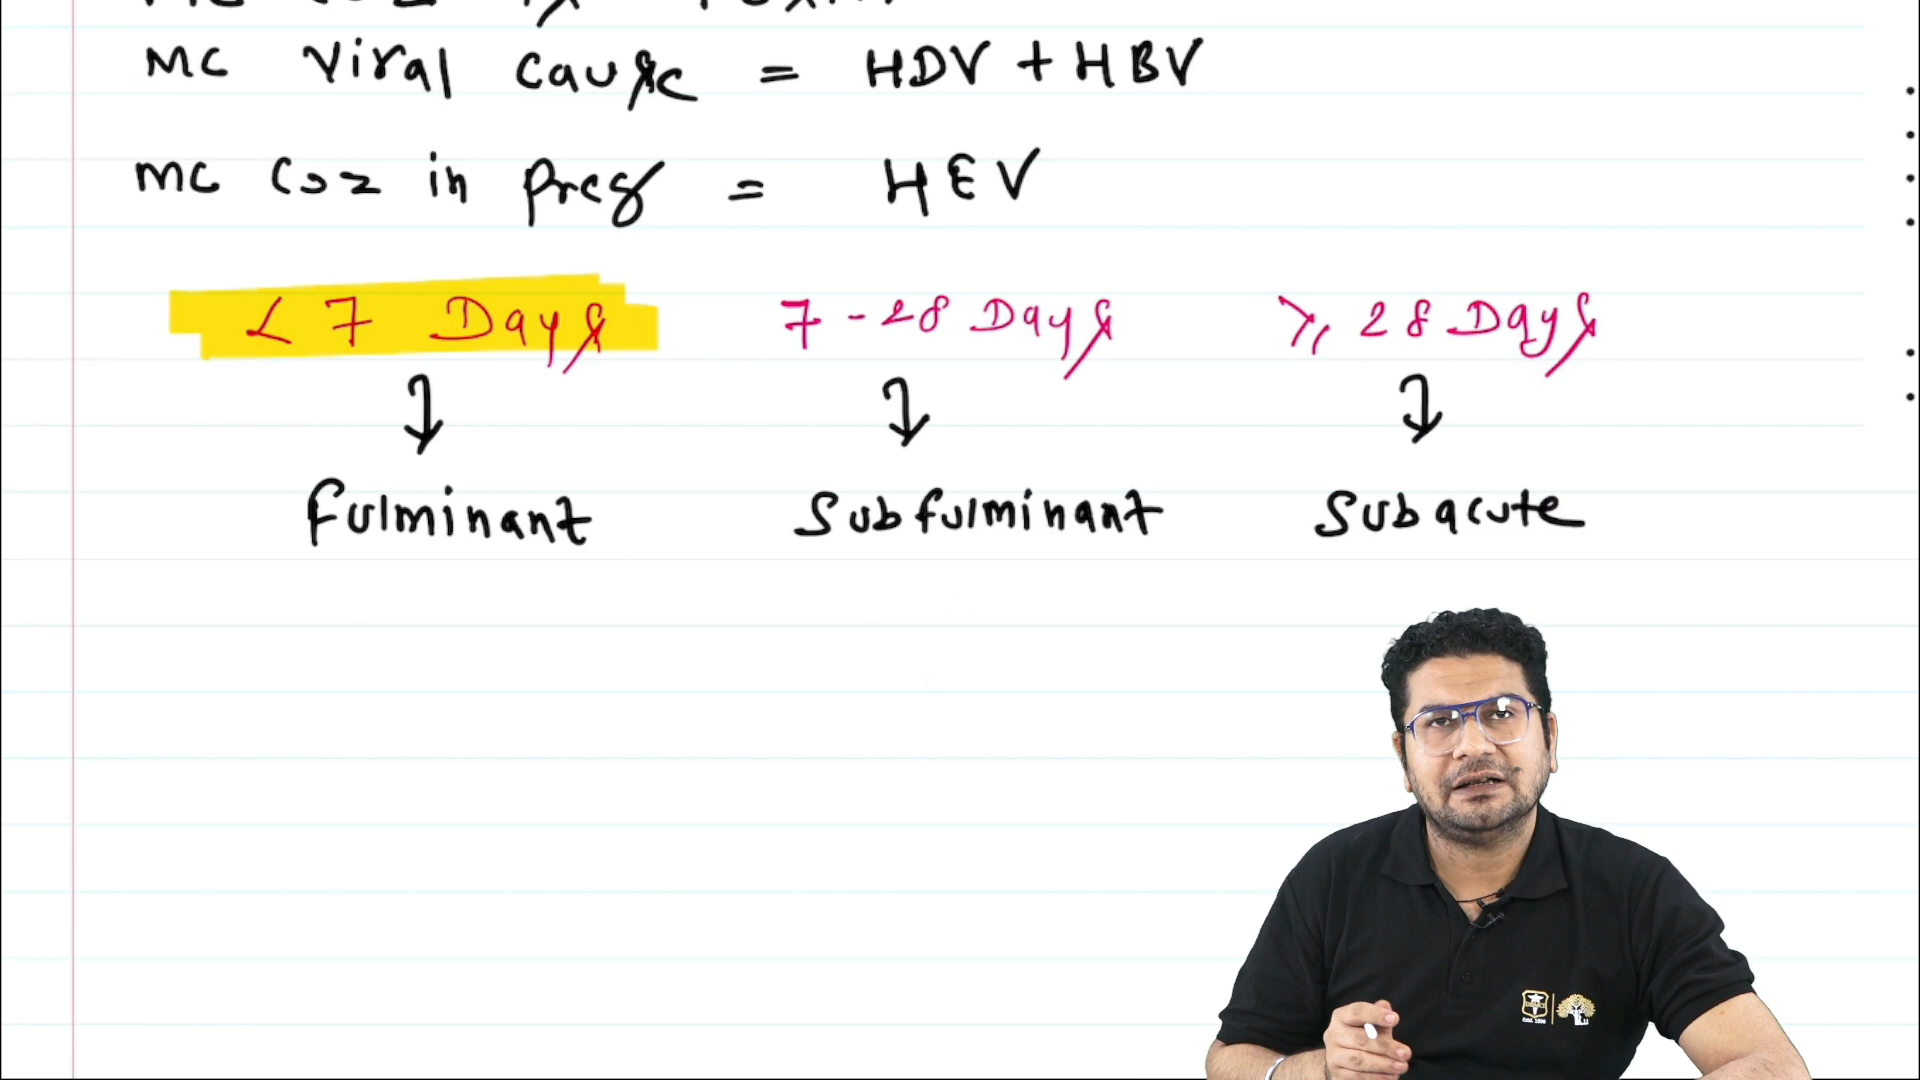 MC Viral cause = HDV + HBV
MC Coz in preg = HEV
< 7 Days 7-28 Days ≥ 28 Days
Fulminant Subfulminant Subacute